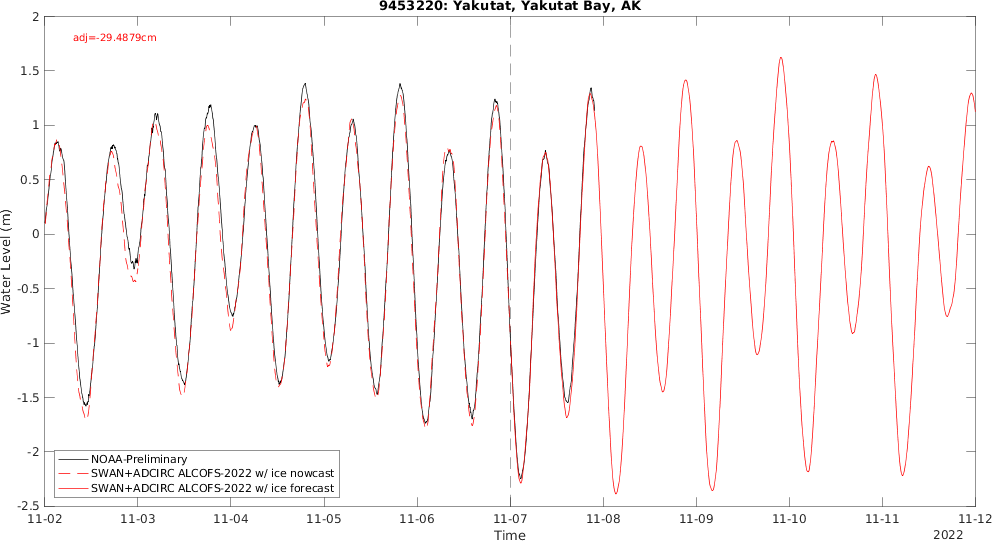 9453220: Yakutat, Yakutat Bay, AK
adj=-29.4879cm
2
1.5
1
0.5
0
-0.5
-1
-1.5
-2
-2.5
Water Level (m)
NOAA-Preliminary
SWAN+ADCIRC ALCOFS-2022 w/ ice nowcast
SWAN+ADCIRC ALCOFS-2022 w/ ice forecast
11-02 11-03 11-04 11-05 11-06 11-07 11-08 11-09 11-10 11-11 11-12
Time
2022